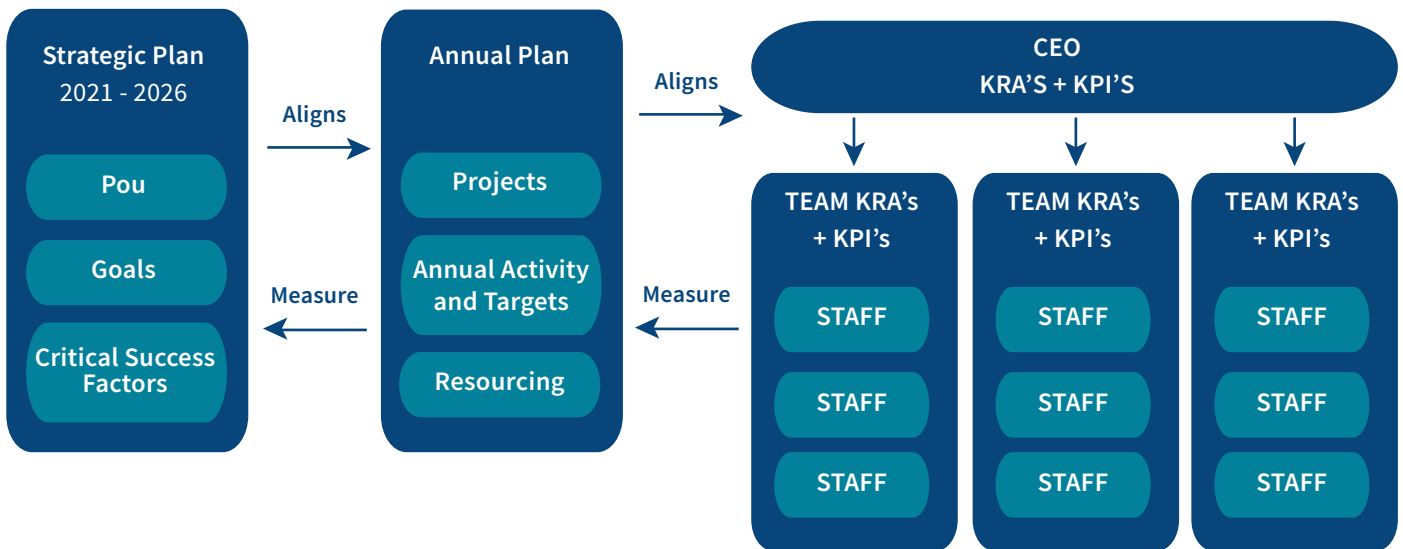 Strategic Plan
2021 - 2026
Pou
Goals
Critical Success
Factors
Aligns
Measure
Annual Plan
Projects
Annual Activity
and Targets
Resourcing
Aligns
Measure
CEO
KRA’S + KPI’S
TEAM KRA’s
+ KPI’s
STAFF
STAFF
STAFF
TEAM KRA’s
+ KPI’s
STAFF
STAFF
STAFF
TEAM KRA’s
+ KPI’s
STAFF
STAFF
STAFF